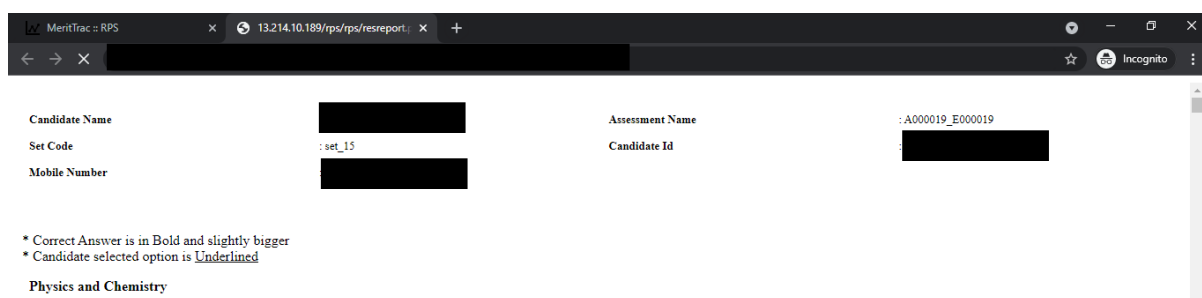 MeritTrac :: RPS
13.214.10.189/rps/rps/resreport.
Incognito
Candidate Name
Assessment Name : A000019_E000019
Set Code : set_15
Candidate Id :
Mobile Number :
* Correct Answer is in Bold and slightly bigger
* Candidate selected option is Underlined
Physics and Chemistry